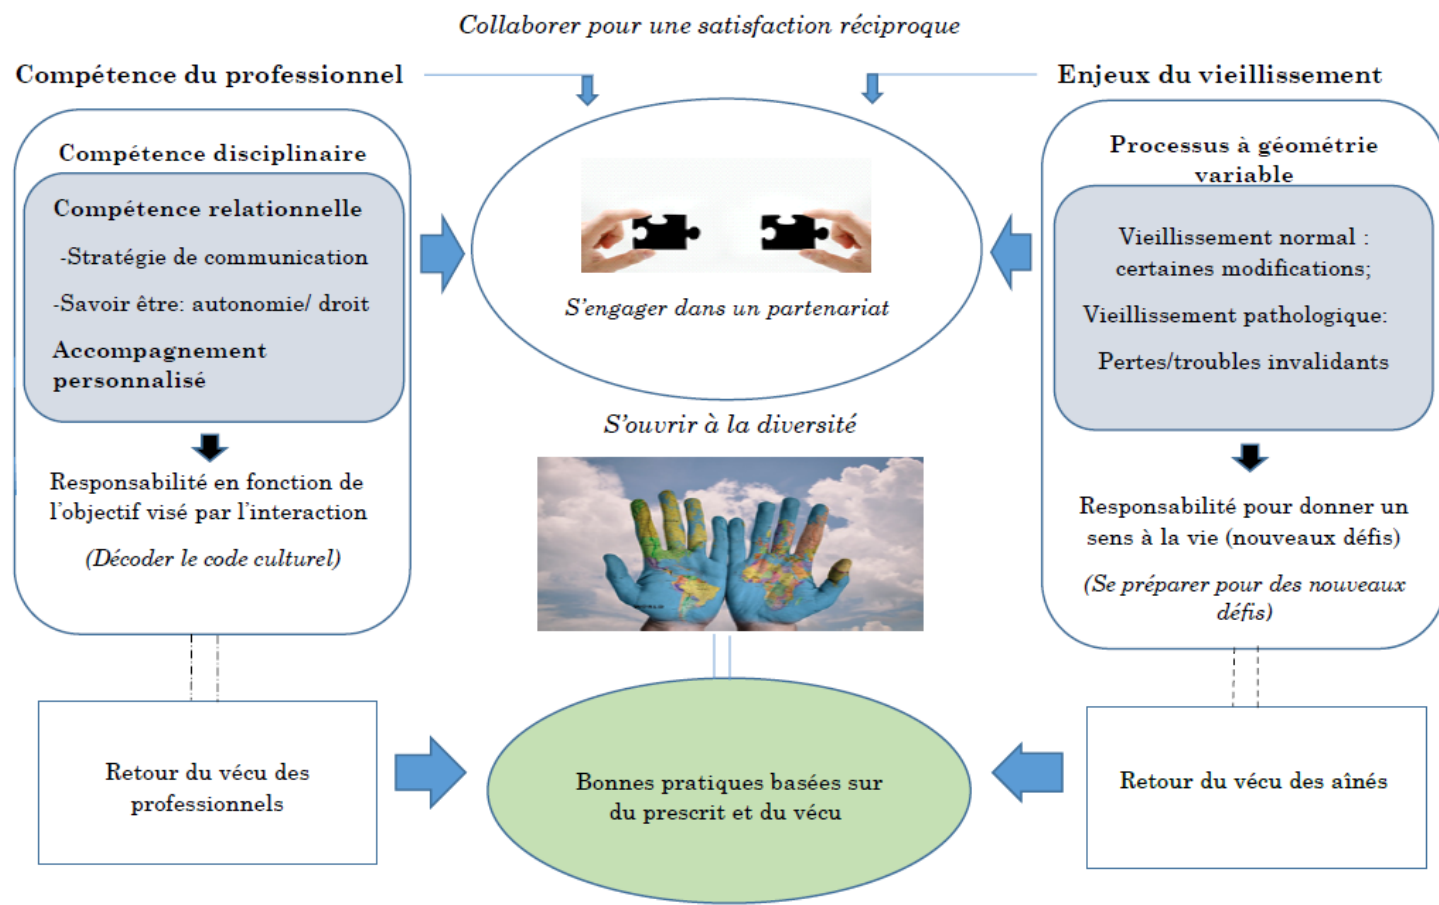 Collaborer pour une satisfaction réciproque
Compétence du professionnel
Enjeux du vieillissement
Compétence disciplinaire
Compétence relationnelle
-Stratégie de communication
-Savoir être: autonomie/ droit
Accompagnement
personnalisé
Responsabilité en fonction de
l’objectif visé par l’interaction
(Décoder le code culturel)
S’engager dans un partenariat
S’ouvrir à la diversité
Processus à géométrie
variable
Vieillissement normal :
certaines modifications;
Vieillissement pathologique:
Pertes/troubles invalidants
Responsabilité pour donner un
sens à la vie (nouveaux défis)
(Se préparer pour des nouveaux
défis)
Retour du vécu des
professionnels
Bonnes pratiques basées sur
du prescrit et du vécu
Retour du vécu des aînés